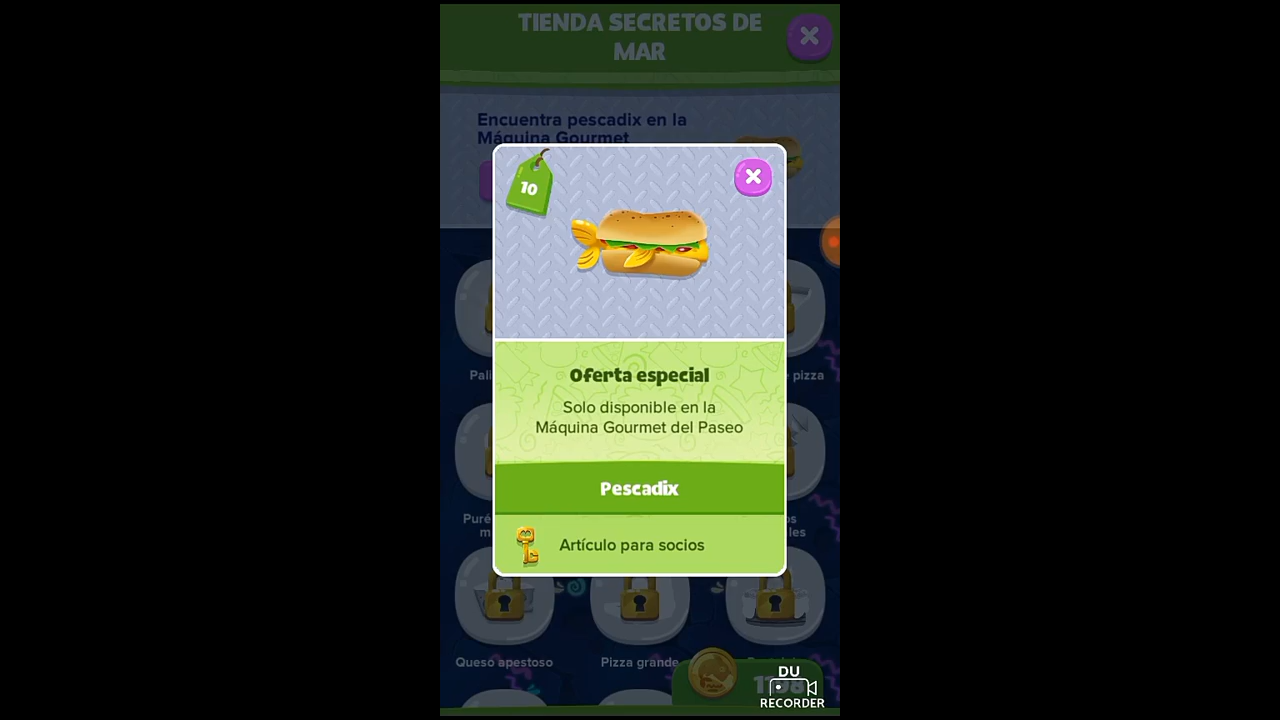 TIENDA SECRETOS DE
MAR
Encuentra pescadix en la
Máquina Gourmet
10
Oferta especial
Solo disponible en la
Máquina Gourmet del Paseo
Pescadix
Artículo para socios
pizza
Queso apestoso
Pizza grande
DU
RECORDER